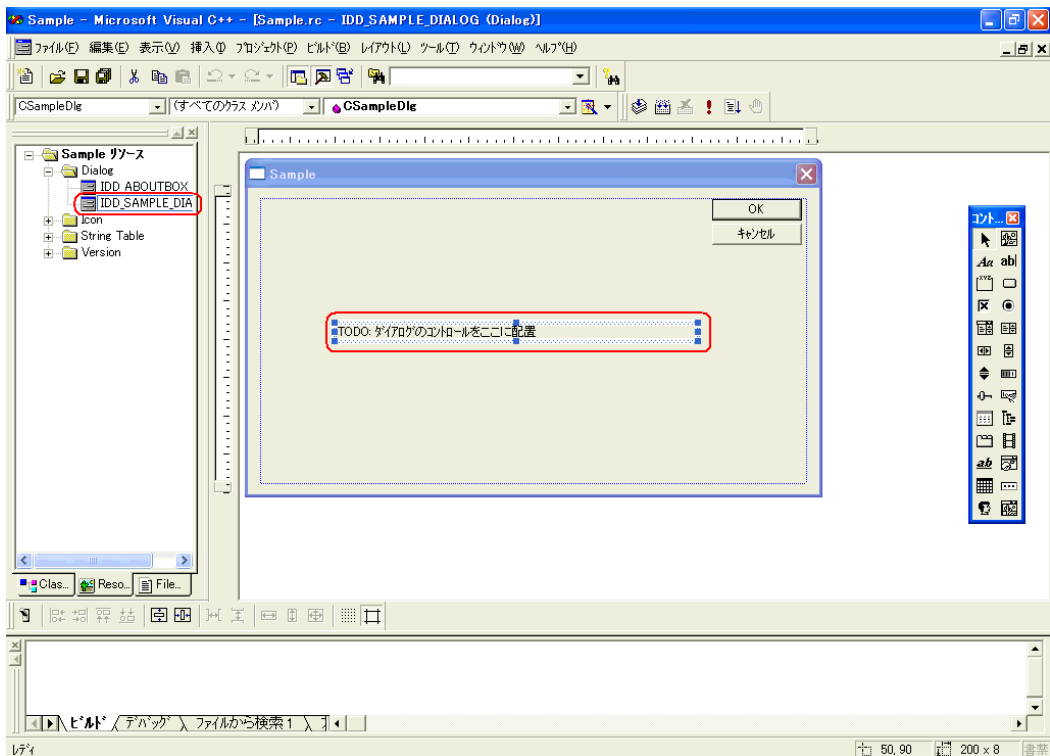 Sample - Microsoft Visual C++ - [Sample.rc - IDD_SAMPLE_DIALOG (Dialog)]
ファイル(F) 編集(E) 表示(V) 挿入(I) プロジェクト(P) ビルド(B) レイアウト(L) ツール(T) ウィンドウ(W) ヘルプ(H)
CSampleDlg (すべてのクラス メンバ) CSampleDlg
Sample リソース
Dialog
IDD_ABOUTBOX
IDD_SAMPLE_DIA
Icon
String Table
Version
Sample
OK
キャンセル
TODO: ダイアログのコントロールをここに配置
コント...
Aa ab|
xyz
ab
Clas... Reso... File...
ビルド デバッグ ファイルから検索 1
レディ 50, 90 200 x 8 書禁